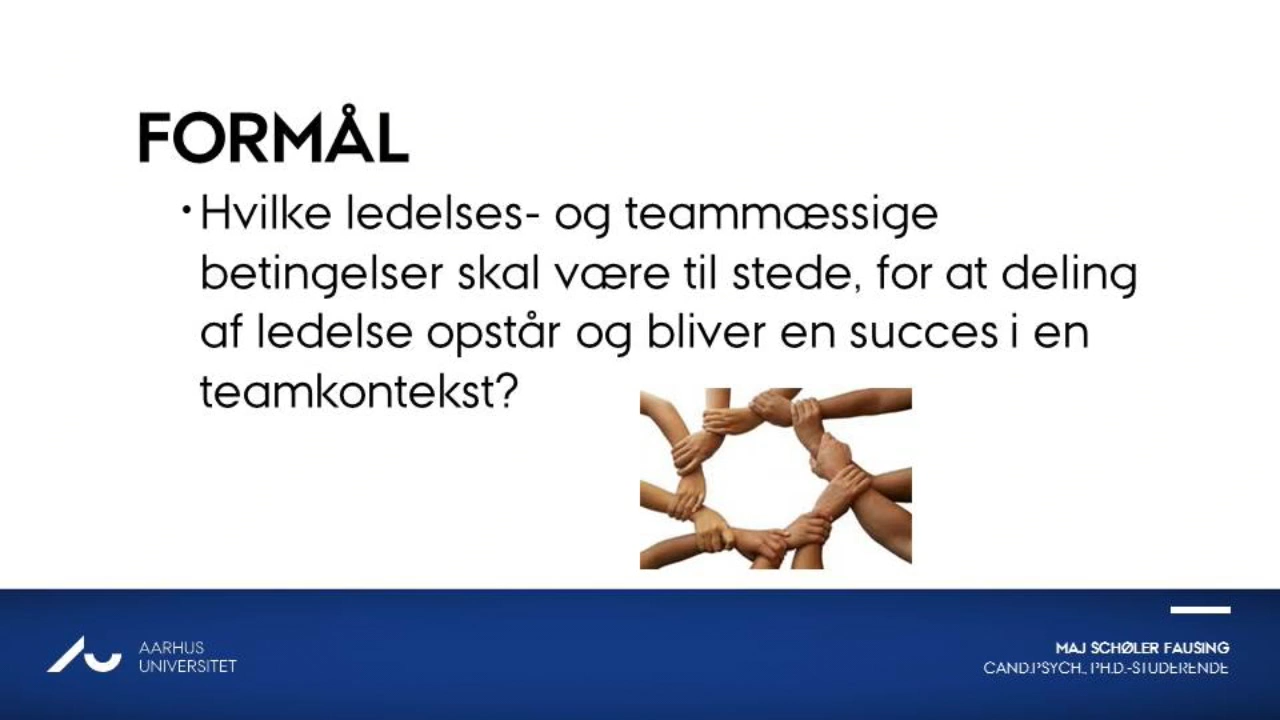 FORMÅL
• Hvilke ledelses- og teammæssige
betingelser skal være til stede, for at deling
af ledelse opstår og bliver en succes i en
teamkontekst?
AARHUS
UNIVERSITET
MAJ SCHØLER FAUSING
CAND.PSYCH., PH.D.-STUDERENDE